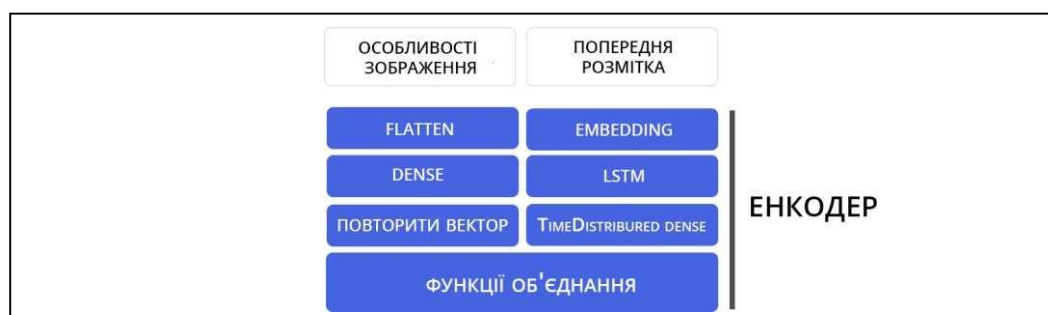 ОСОБЛИВОСТІ
ЗОБРАЖЕННЯ
ПОПЕРЕДНЯ
РОЗМІТКА
FLATTEN
EMBEDDING
DENSE
LSTM
ПОВТОРИТИ ВЕКТОР
TIMEDISTRIBURED DENSE
ФУНКЦІЇ ОБ'ЄДНАННЯ
ЕНКОДЕР